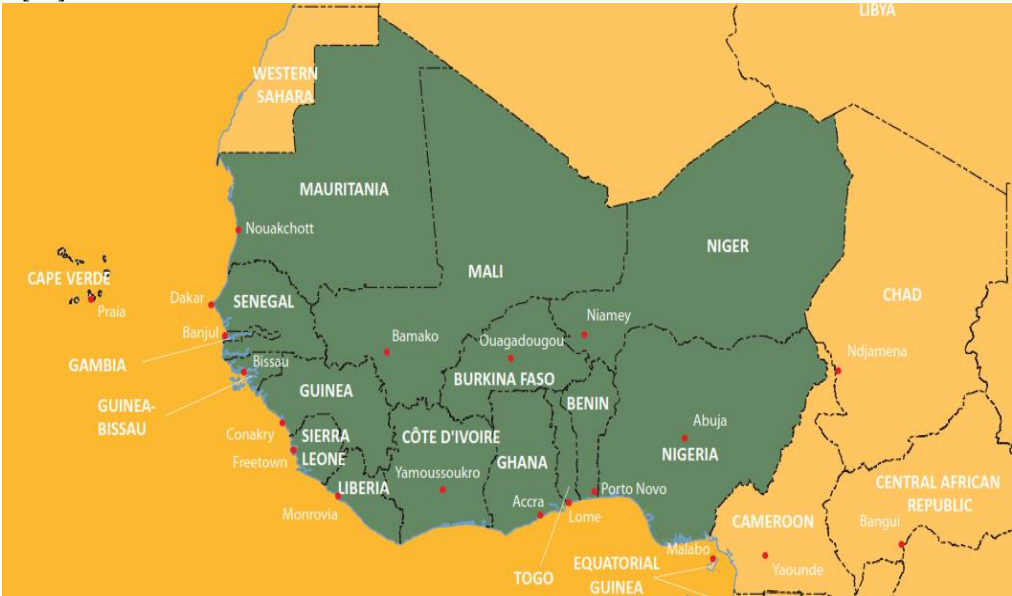 LIBYA
WESTERN
SAHARA
MAURITANIA
Nouakchott
NIGER
MALI
CAPE VERDE
Praia
Dakar
SENEGAL
CHAD
Banjul
Niamey
Bamako
Ouagadougou
GAMBIA
Bissau
Ndjamena
BURKINA FASO
GUINEA
BENIN
GUINEA-
BISSAU
Abuja
Conakry
SIERRA
LEONE
CÔTE D'IVOIRE
Freetown
GHANA
NIGERIA
Yamoussoukro
LIBERIA
CENTRAL AFRICAN
REPUBLIC
Porto Novo
Accra
Monrovia
Lome
CAMEROON
Bangui
Malabo
Yaounde
TOGO
EQUATORIAL
GUINEA